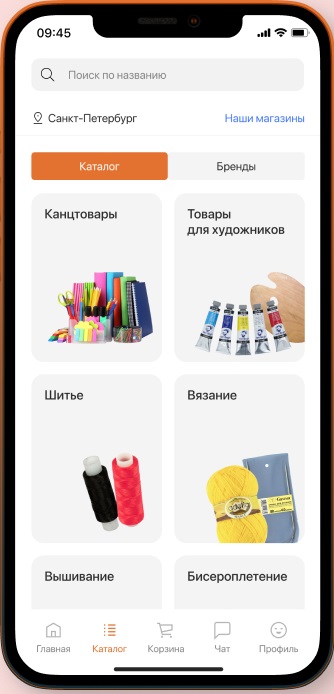 09:45
Поиск по названию
Санкт-Петербург
Наши магазины
Каталог
Бренды
Канцтовары
Товары
для художников
Шитье
Вязание
Вышивание
Бисероплетение
Главная
Каталог
Корзина
Чат
Профиль